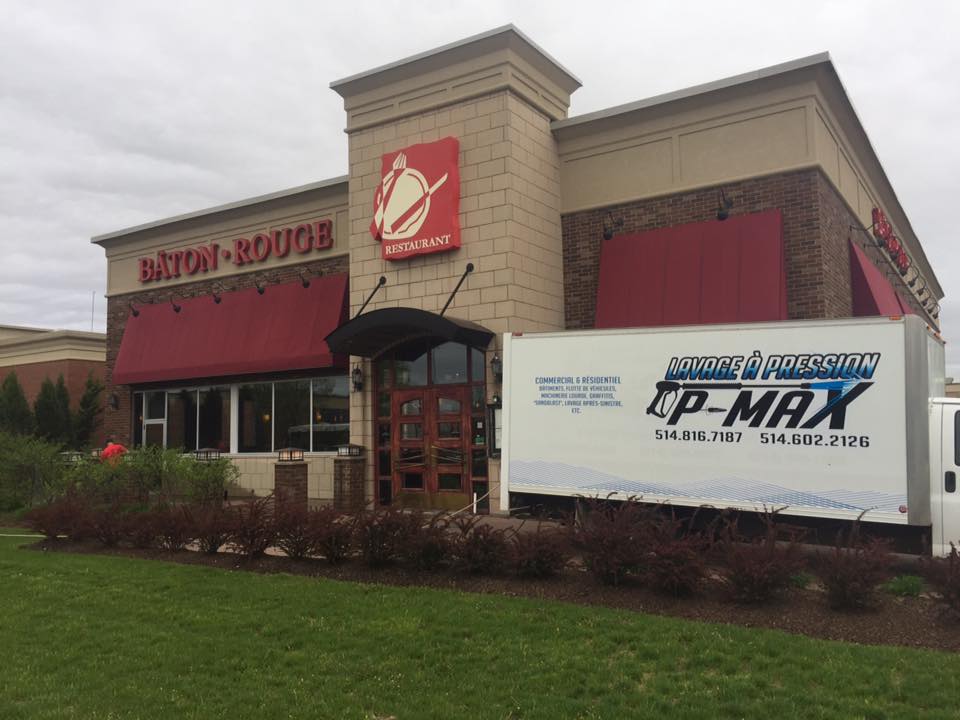 BÂTON · ROUGE
RESTAURANT
COMMERCIAL & RÉSIDENTIEL
BÂTIMENTS, FLOTTE DE VÉHICULES,
MACHINERIE LOURDE, GRAFFITIS,
"SANDBLAST", LAVAGE APRÈS-SINISTRE,
ETC.
LAVAGE À PRESSION
P-MAX
514.816.7187 514.602.2126